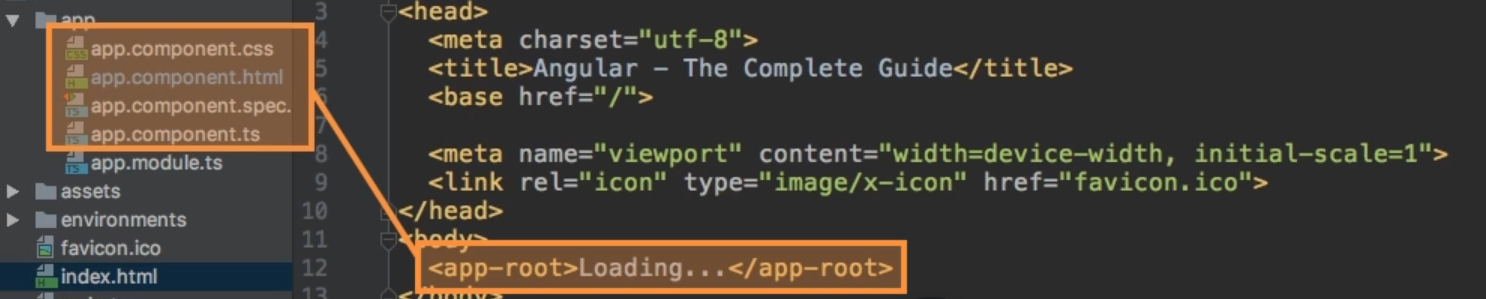 app
app.component.css
app.component.html
app.component.spec.
app.component.ts
app.module.ts
assets
environments
favicon.ico
index.html
3 <head>
4 <meta charset="utf-8">
5 <title>Angular - The Complete Guide</title>
6 <base href="/">
7
8 <meta name="viewport" content="width=device-width, initial-scale=1">
9 <link rel="icon" type="image/x-icon" href="favicon.ico">
10 </head>
11 <body>
12 <app-root>Loading...</app-root>
13 </body>